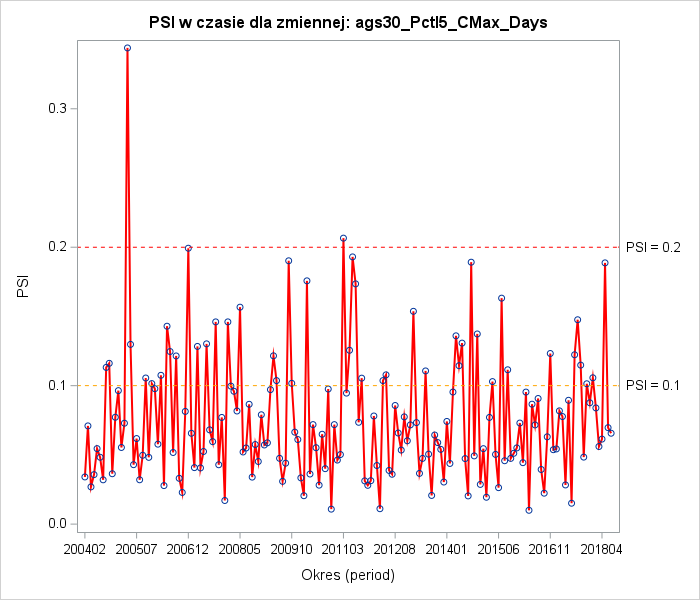 PSI w czasie dla zmiennej: ags30_Pctl5_CMax_Days
0.3
0.2
PSI = 0.2
PSI
0.1
PSI = 0.1
0.0
200402 200507 200612 200805 200910 201103 201208 201401 201506 201611 201804
Okres (period)